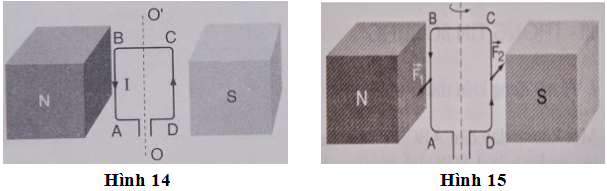 O'
B C
I
N S
A D
O
Hình 14
B C
F₁ F₂
N S
A D
Hình 15